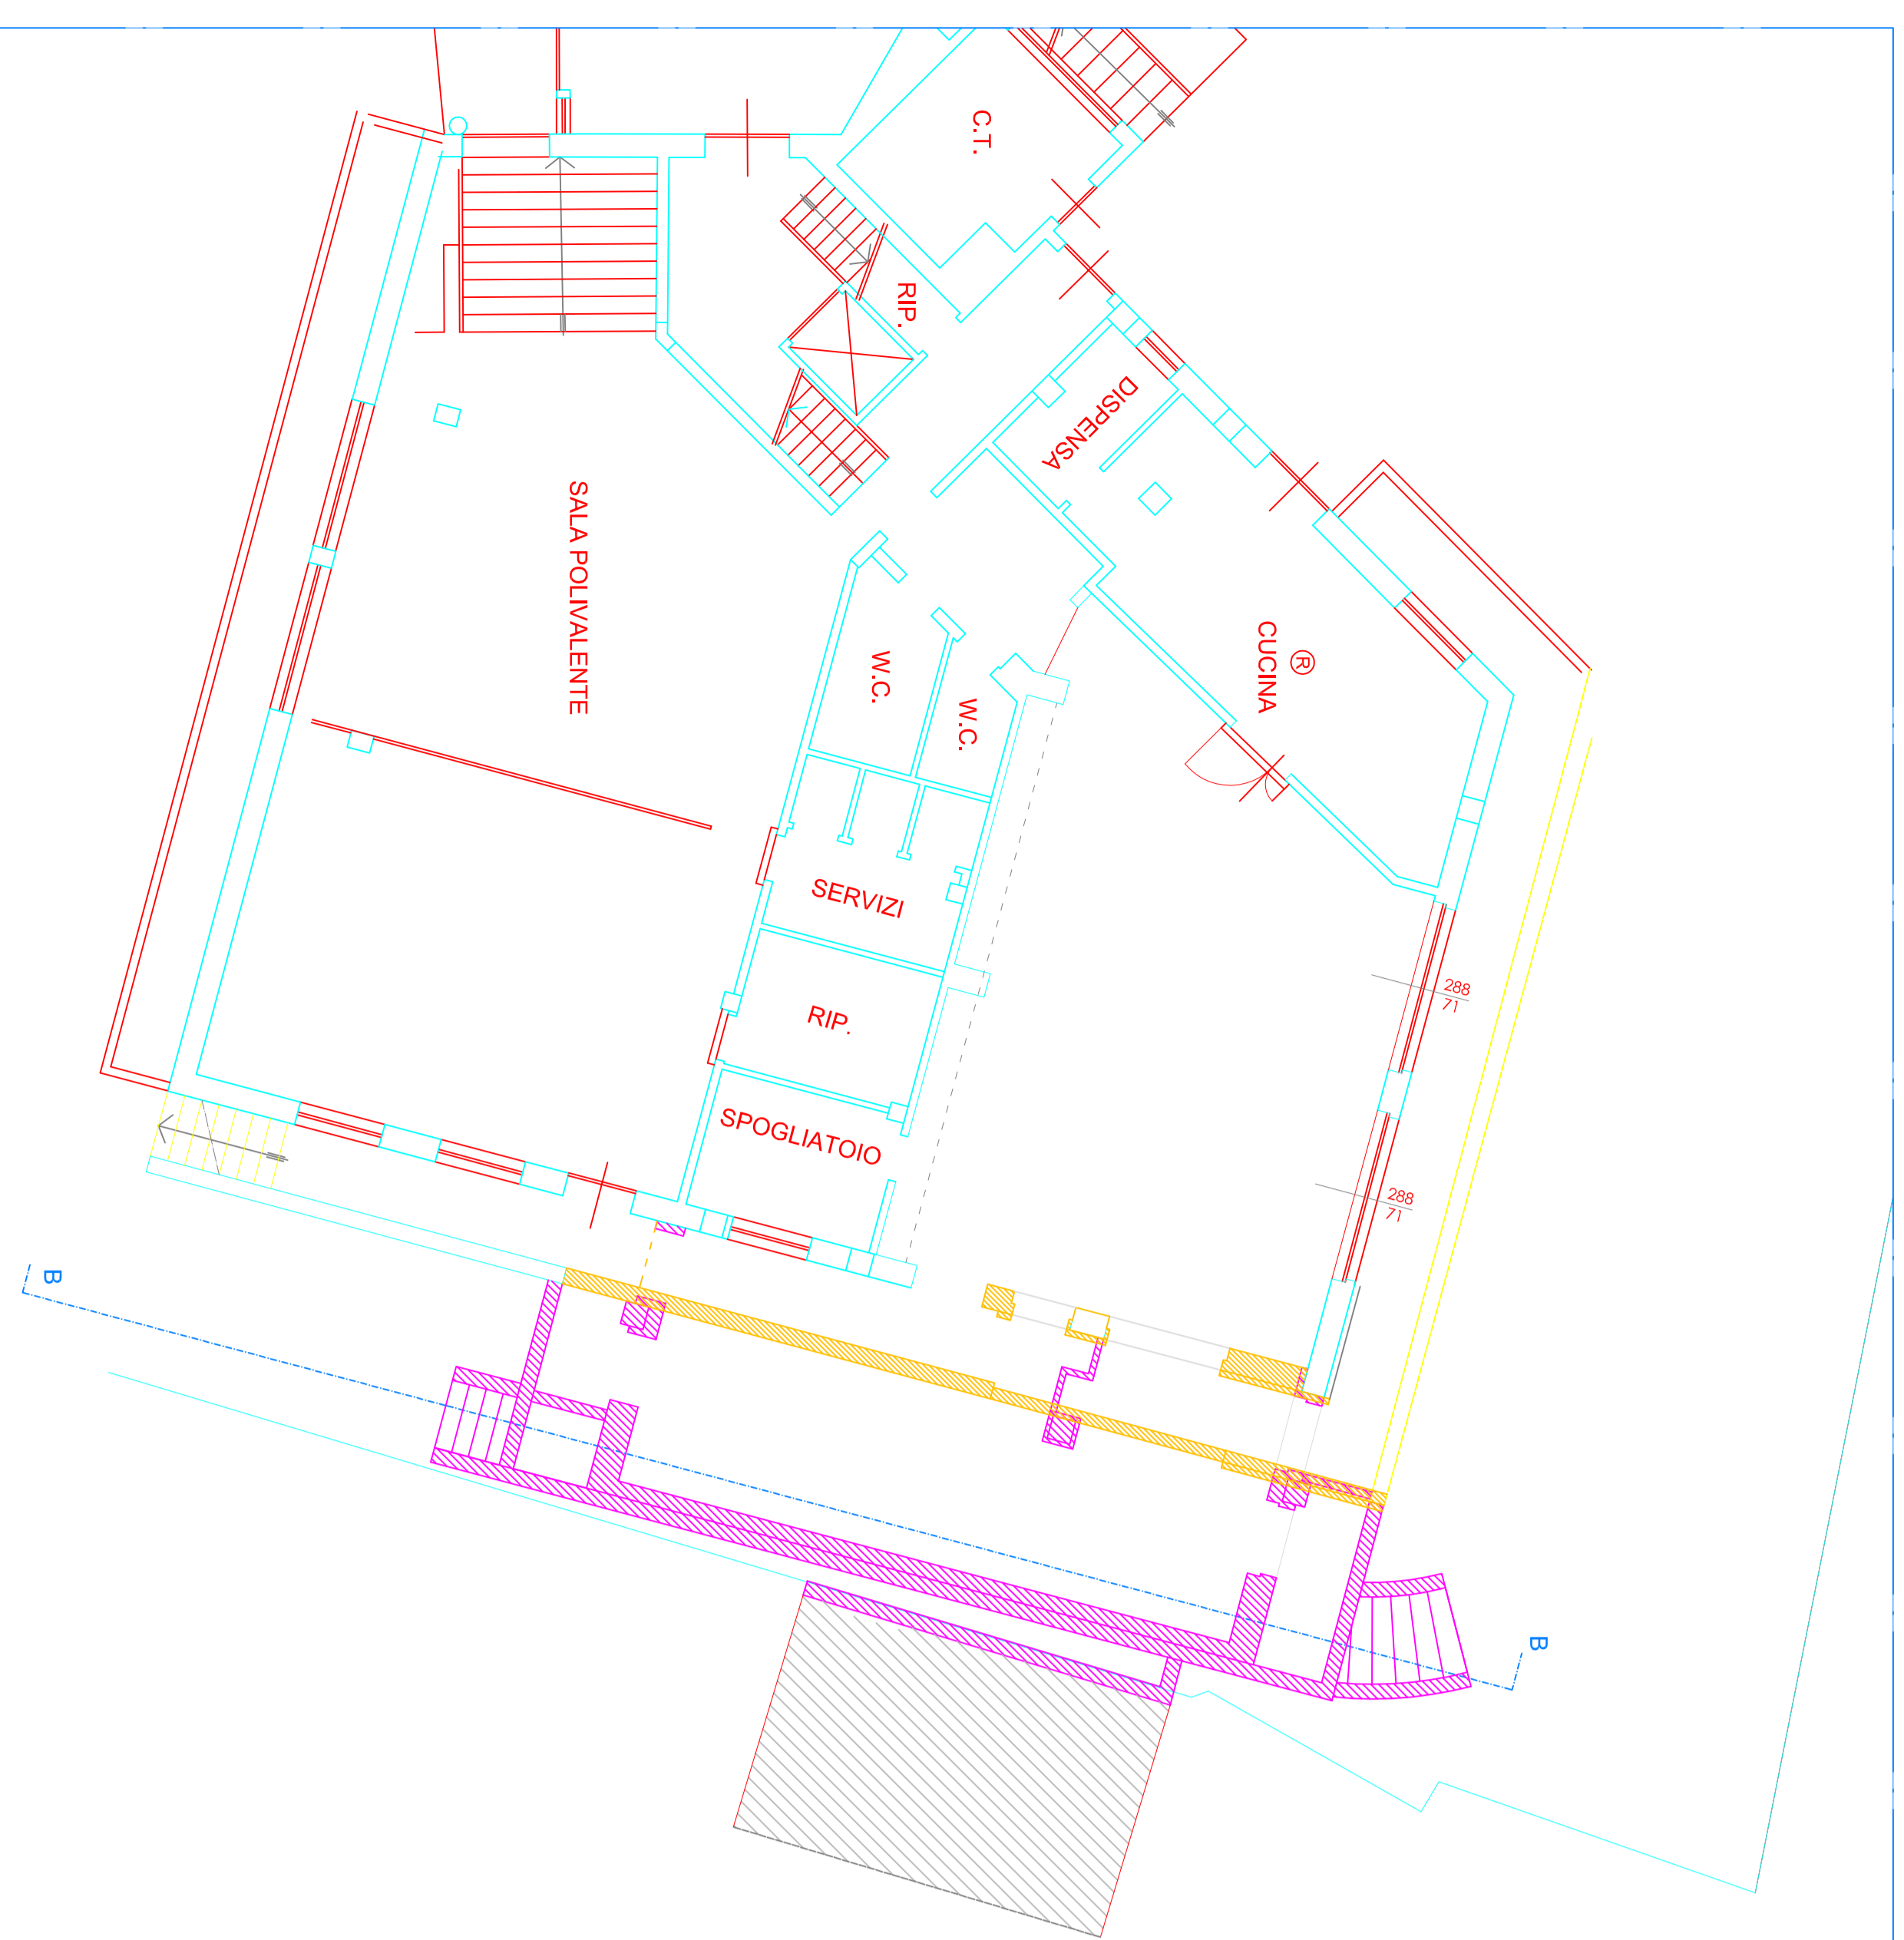 C.T.
RIP.
DISPENSA
SALA POLIVALENTE
CUCINA
®
W.C.
W.C.
SERVIZI
RIP.
288
71
SPOGLIATOIO
288
71
B
B